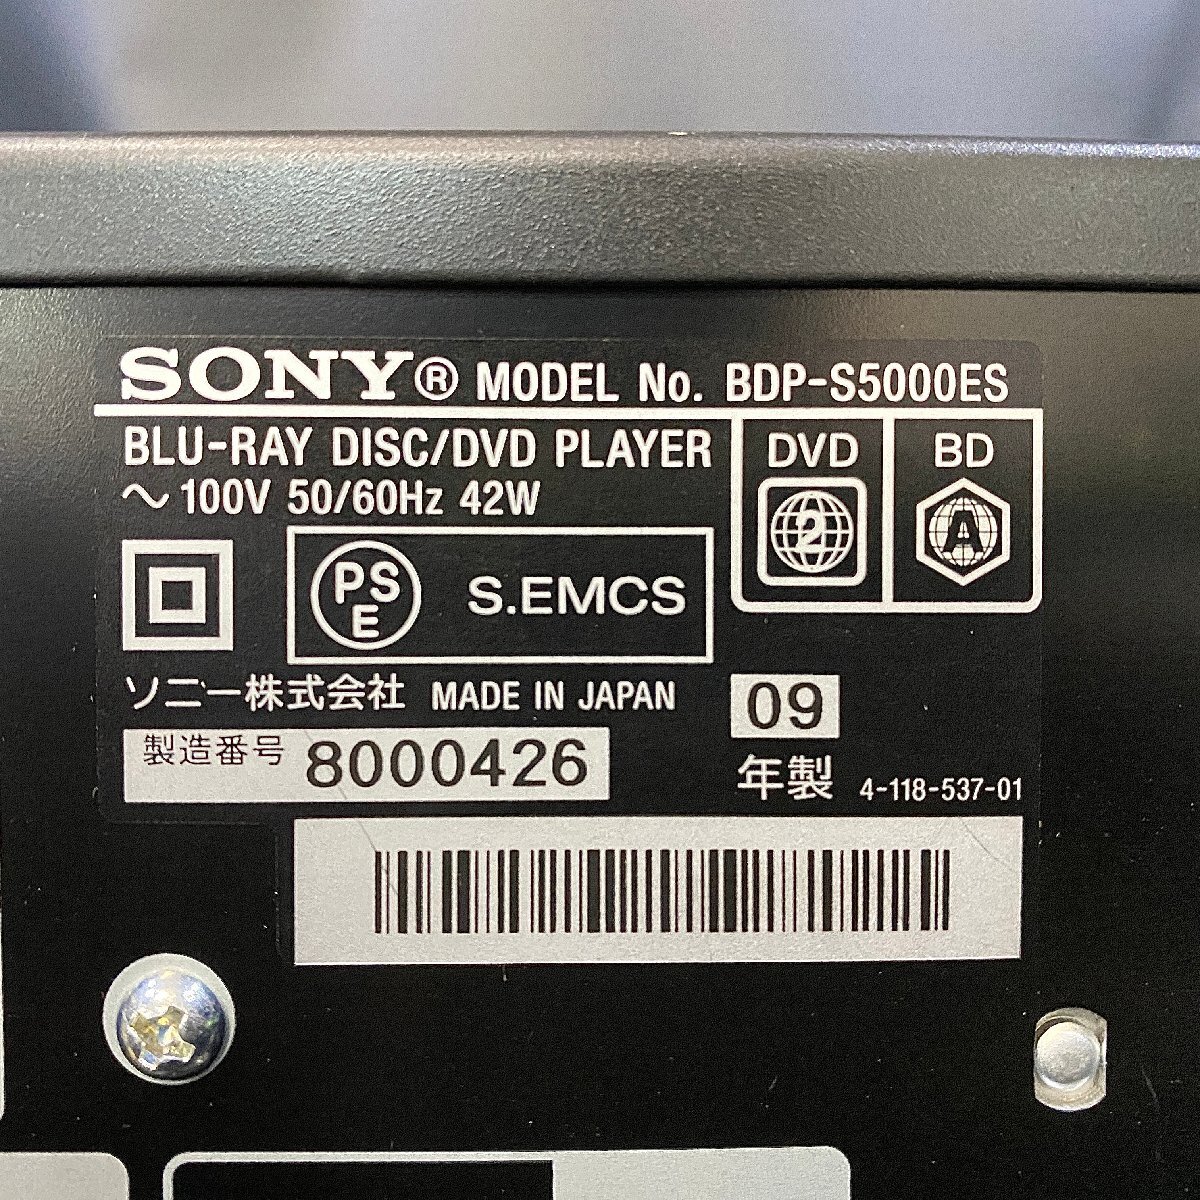 SONY® MODEL No. BDP-S5000ES
BLU-RAY DISC/DVD PLAYER
～ 100V 50/60Hz 42W
DVD
2
BD
A
PS
E
S.EMCS
ソニー株式会社 MADE IN JAPAN
09
年製
製造番号 8000426
4-118-537-01